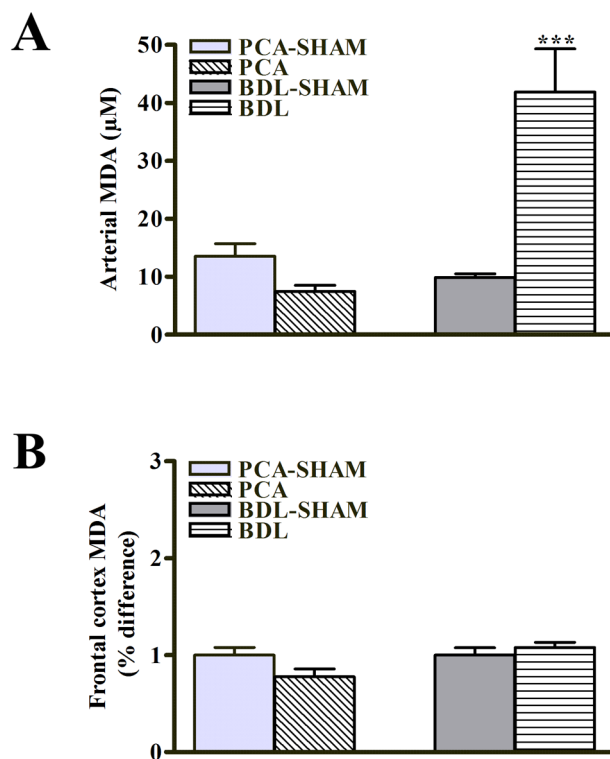 A
Arterial MDA (µM)
50
40
30
20
10
0
PCA-SHAM
PCA
BDL-SHAM
BDL
***
B
Frontal cortex MDA
(% difference)
3
2
1
0
PCA-SHAM
PCA
BDL-SHAM
BDL